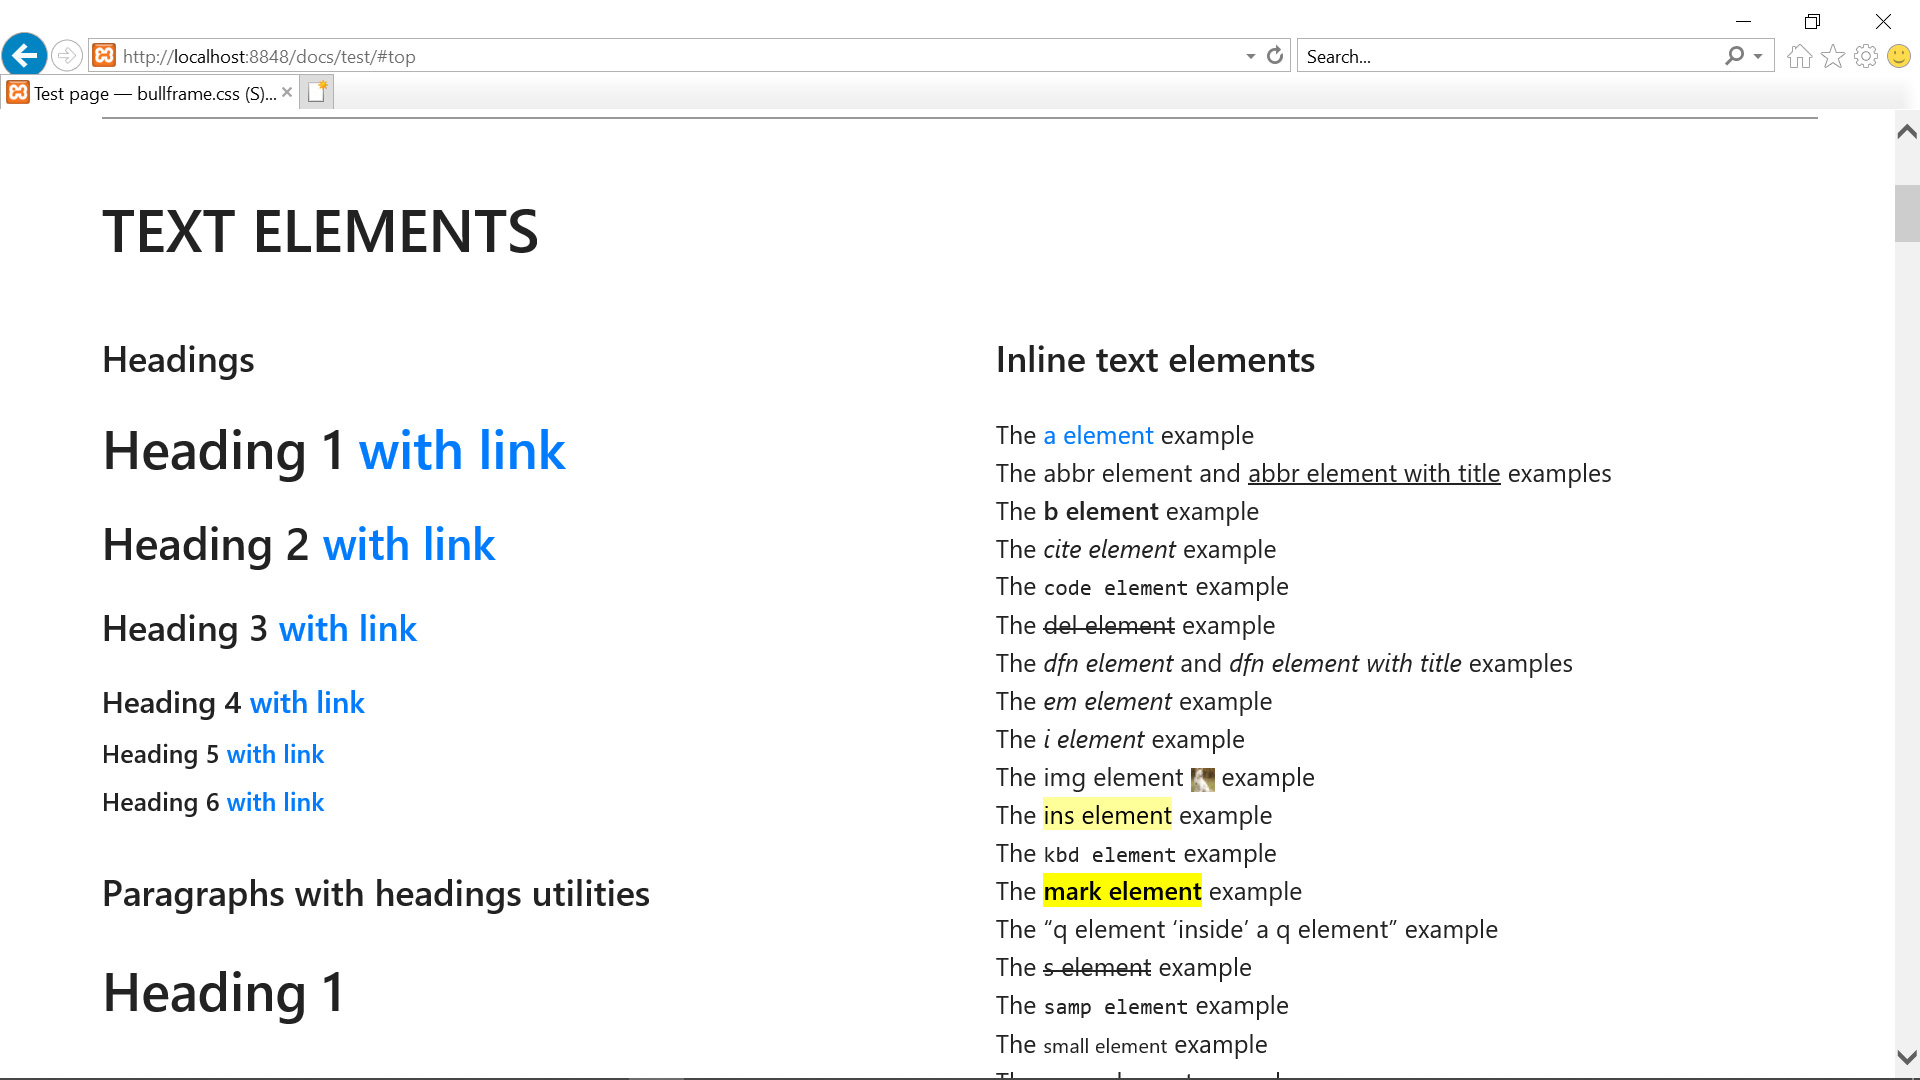 http://localhost:8848/docs/test/#top
Search...
Test page — bullframe.css (S)...
TEXT ELEMENTS
Headings
Heading 1 with link
Heading 2 with link
Heading 3 with link
Heading 4 with link
Heading 5 with link
Heading 6 with link
Paragraphs with headings utilities
Heading 1
Inline text elements
The a element example
The abbr element and abbr element with title examples
The b element example
The cite element example
The code element example
The del element example
The dfn element and dfn element with title examples
The em element example
The i element example
The img element example
The ins element example
The kbd element example
The mark element example
The “q element ‘inside’ a q element” example
The s element example
The samp element example
The small element example